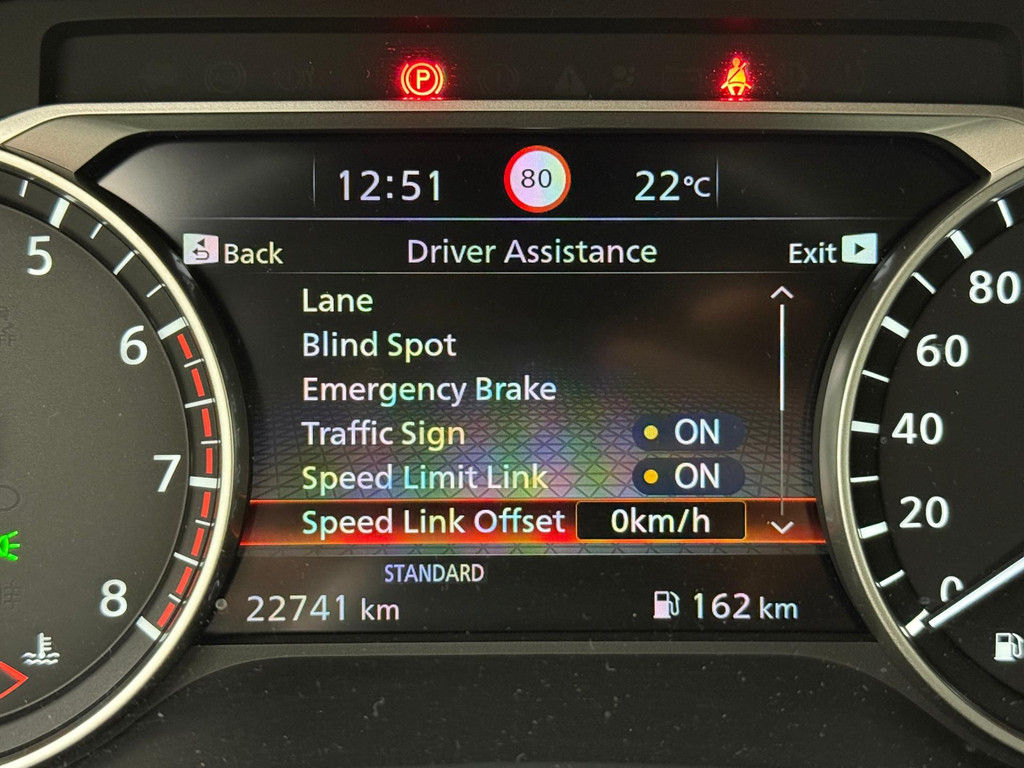 P
12:51 80 22°C
Back Driver Assistance Exit
Lane
Blind Spot
Emergency Brake
Traffic Sign ON
Speed Limit Link ON
Speed Link Offset 0km/h
STANDARD
22741 km 162 km
5
6
7
8
80
60
40
20
0